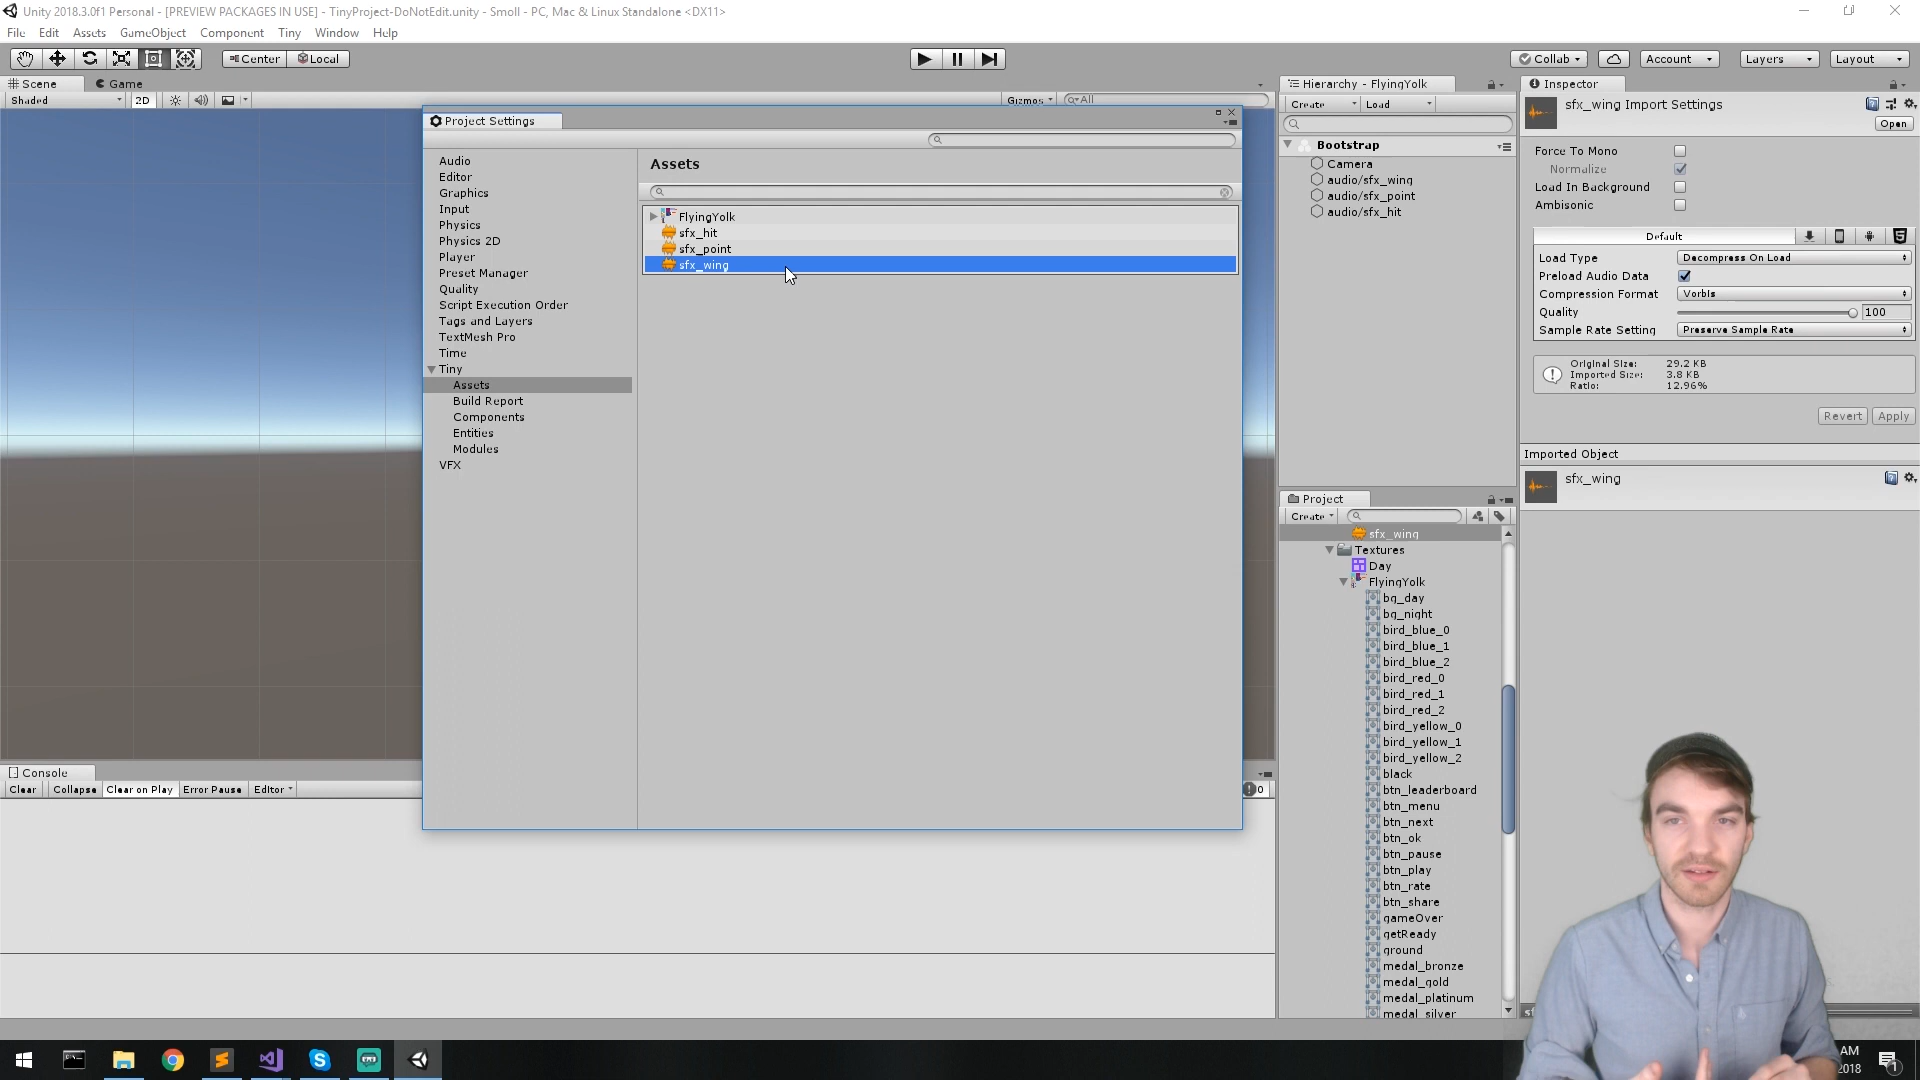 Unity 2018.3.0f1 Personal - [PREVIEW PACKAGES IN USE] - TinyProject-DoNotEdit.unity - Smoll - PC, Mac & Linux Standalone <DX11>
File Edit Assets GameObject Component Tiny Window Help
Center Local Collab Account Layers Layout
Scene Game
Shaded 2D Gizmos All
Project Settings
Audio
Editor
Graphics
Input
Physics
Physics 2D
Player
Preset Manager
Quality
Script Execution Order
Tags and Layers
TextMesh Pro
Time
Tiny
Assets
Build Report
Components
Entities
Modules
VFX
Assets
FlyingYolk
sfx_hit
sfx_point
sfx_wing
Console
Clear Collapse Clear on Play Error Pause Editor
0
Hierarchy - FlyingYolk
Create Load
Bootstrap
Camera
audio/sfx_wing
audio/sfx_point
audio/sfx_hit
Project
Create
sfx_wing
Textures
Day
FlyingYolk
bg_day
bg_night
bird_blue_0
bird_blue_1
bird_blue_2
bird_red_0
bird_red_1
bird_red_2
bird_yellow_0
bird_yellow_1
bird_yellow_2
black
btn_leaderboard
btn_menu
btn_next
btn_ok
btn_pause
btn_play
btn_rate
btn_share
gameOver
getReady
ground
medal_bronze
medal_gold
medal_platinum
medal_silver
Inspector
sfx_wing Import Settings
Open
Force To Mono
Normalize
Load In Background
Ambisonic
Default
Load Type Decompress On Load
Preload Audio Data
Compression Format Vorbis
Quality 100
Sample Rate Setting Preserve Sample Rate
Original Size: 29.2 KB
Imported Size: 3.8 KB
Ratio: 12.96%
Revert Apply
Imported Object
sfx_wing
AM
2018
1